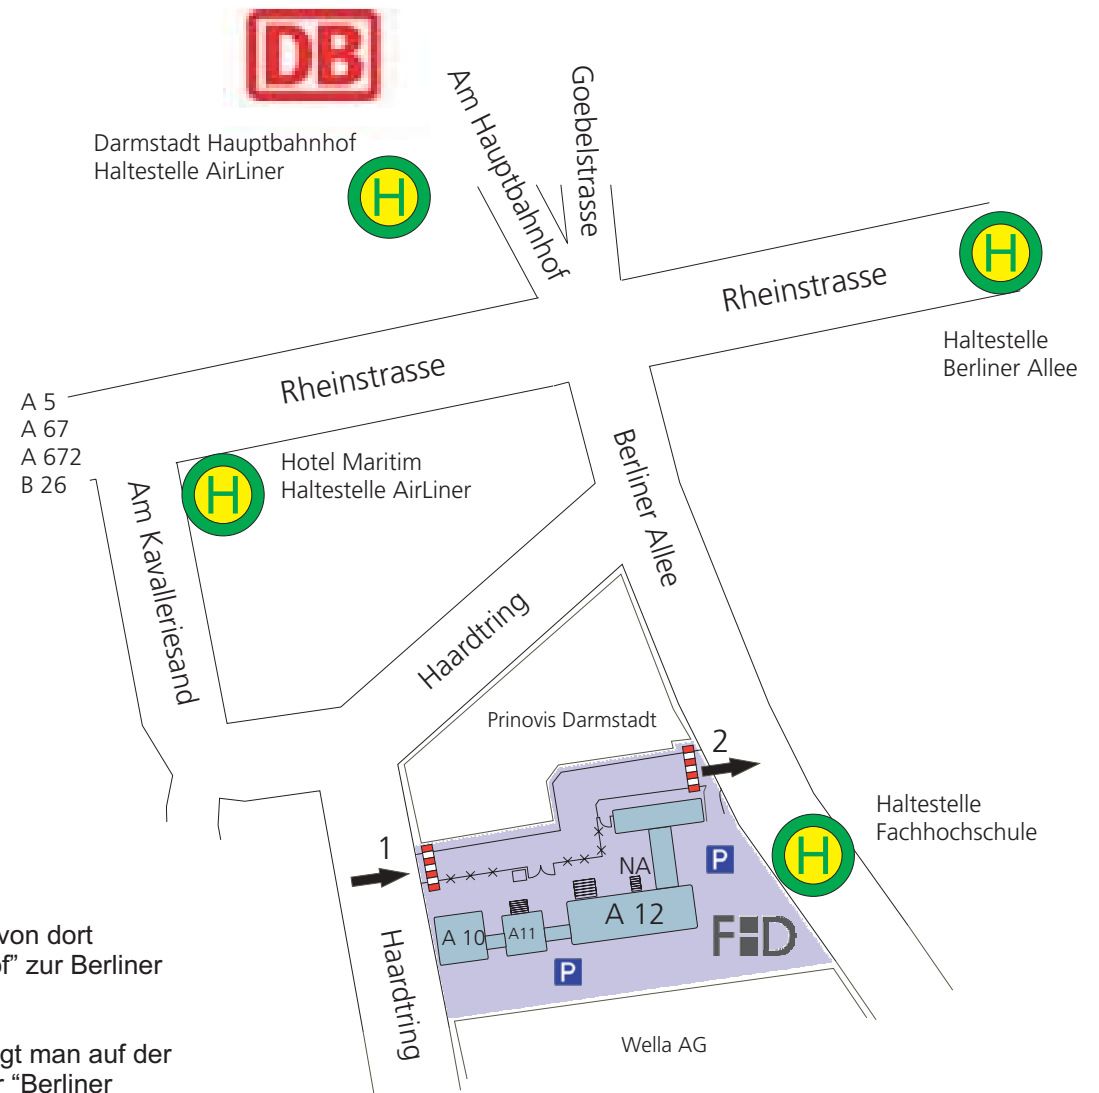 DB
Am Hauptbahnhof
Goebelstrasse
Darmstadt Hauptbahnhof
Haltestelle AirLiner
H
H
Rheinstrasse
Haltestelle
Berliner Allee
Rheinstrasse
A 5
A 67
A 672
B 26
H
Hotel Maritim
Haltestelle AirLiner
Am Kavalleriesand
Berliner Allee
Haardtring
Prinovis Darmstadt
2
Haltestelle
Fachhochschule
H
1
NA
P
A 12
A 10
A11
FHD
P
Haardtring
Wella AG
von dort
f” zur Berliner
gt man auf der
r “Berliner